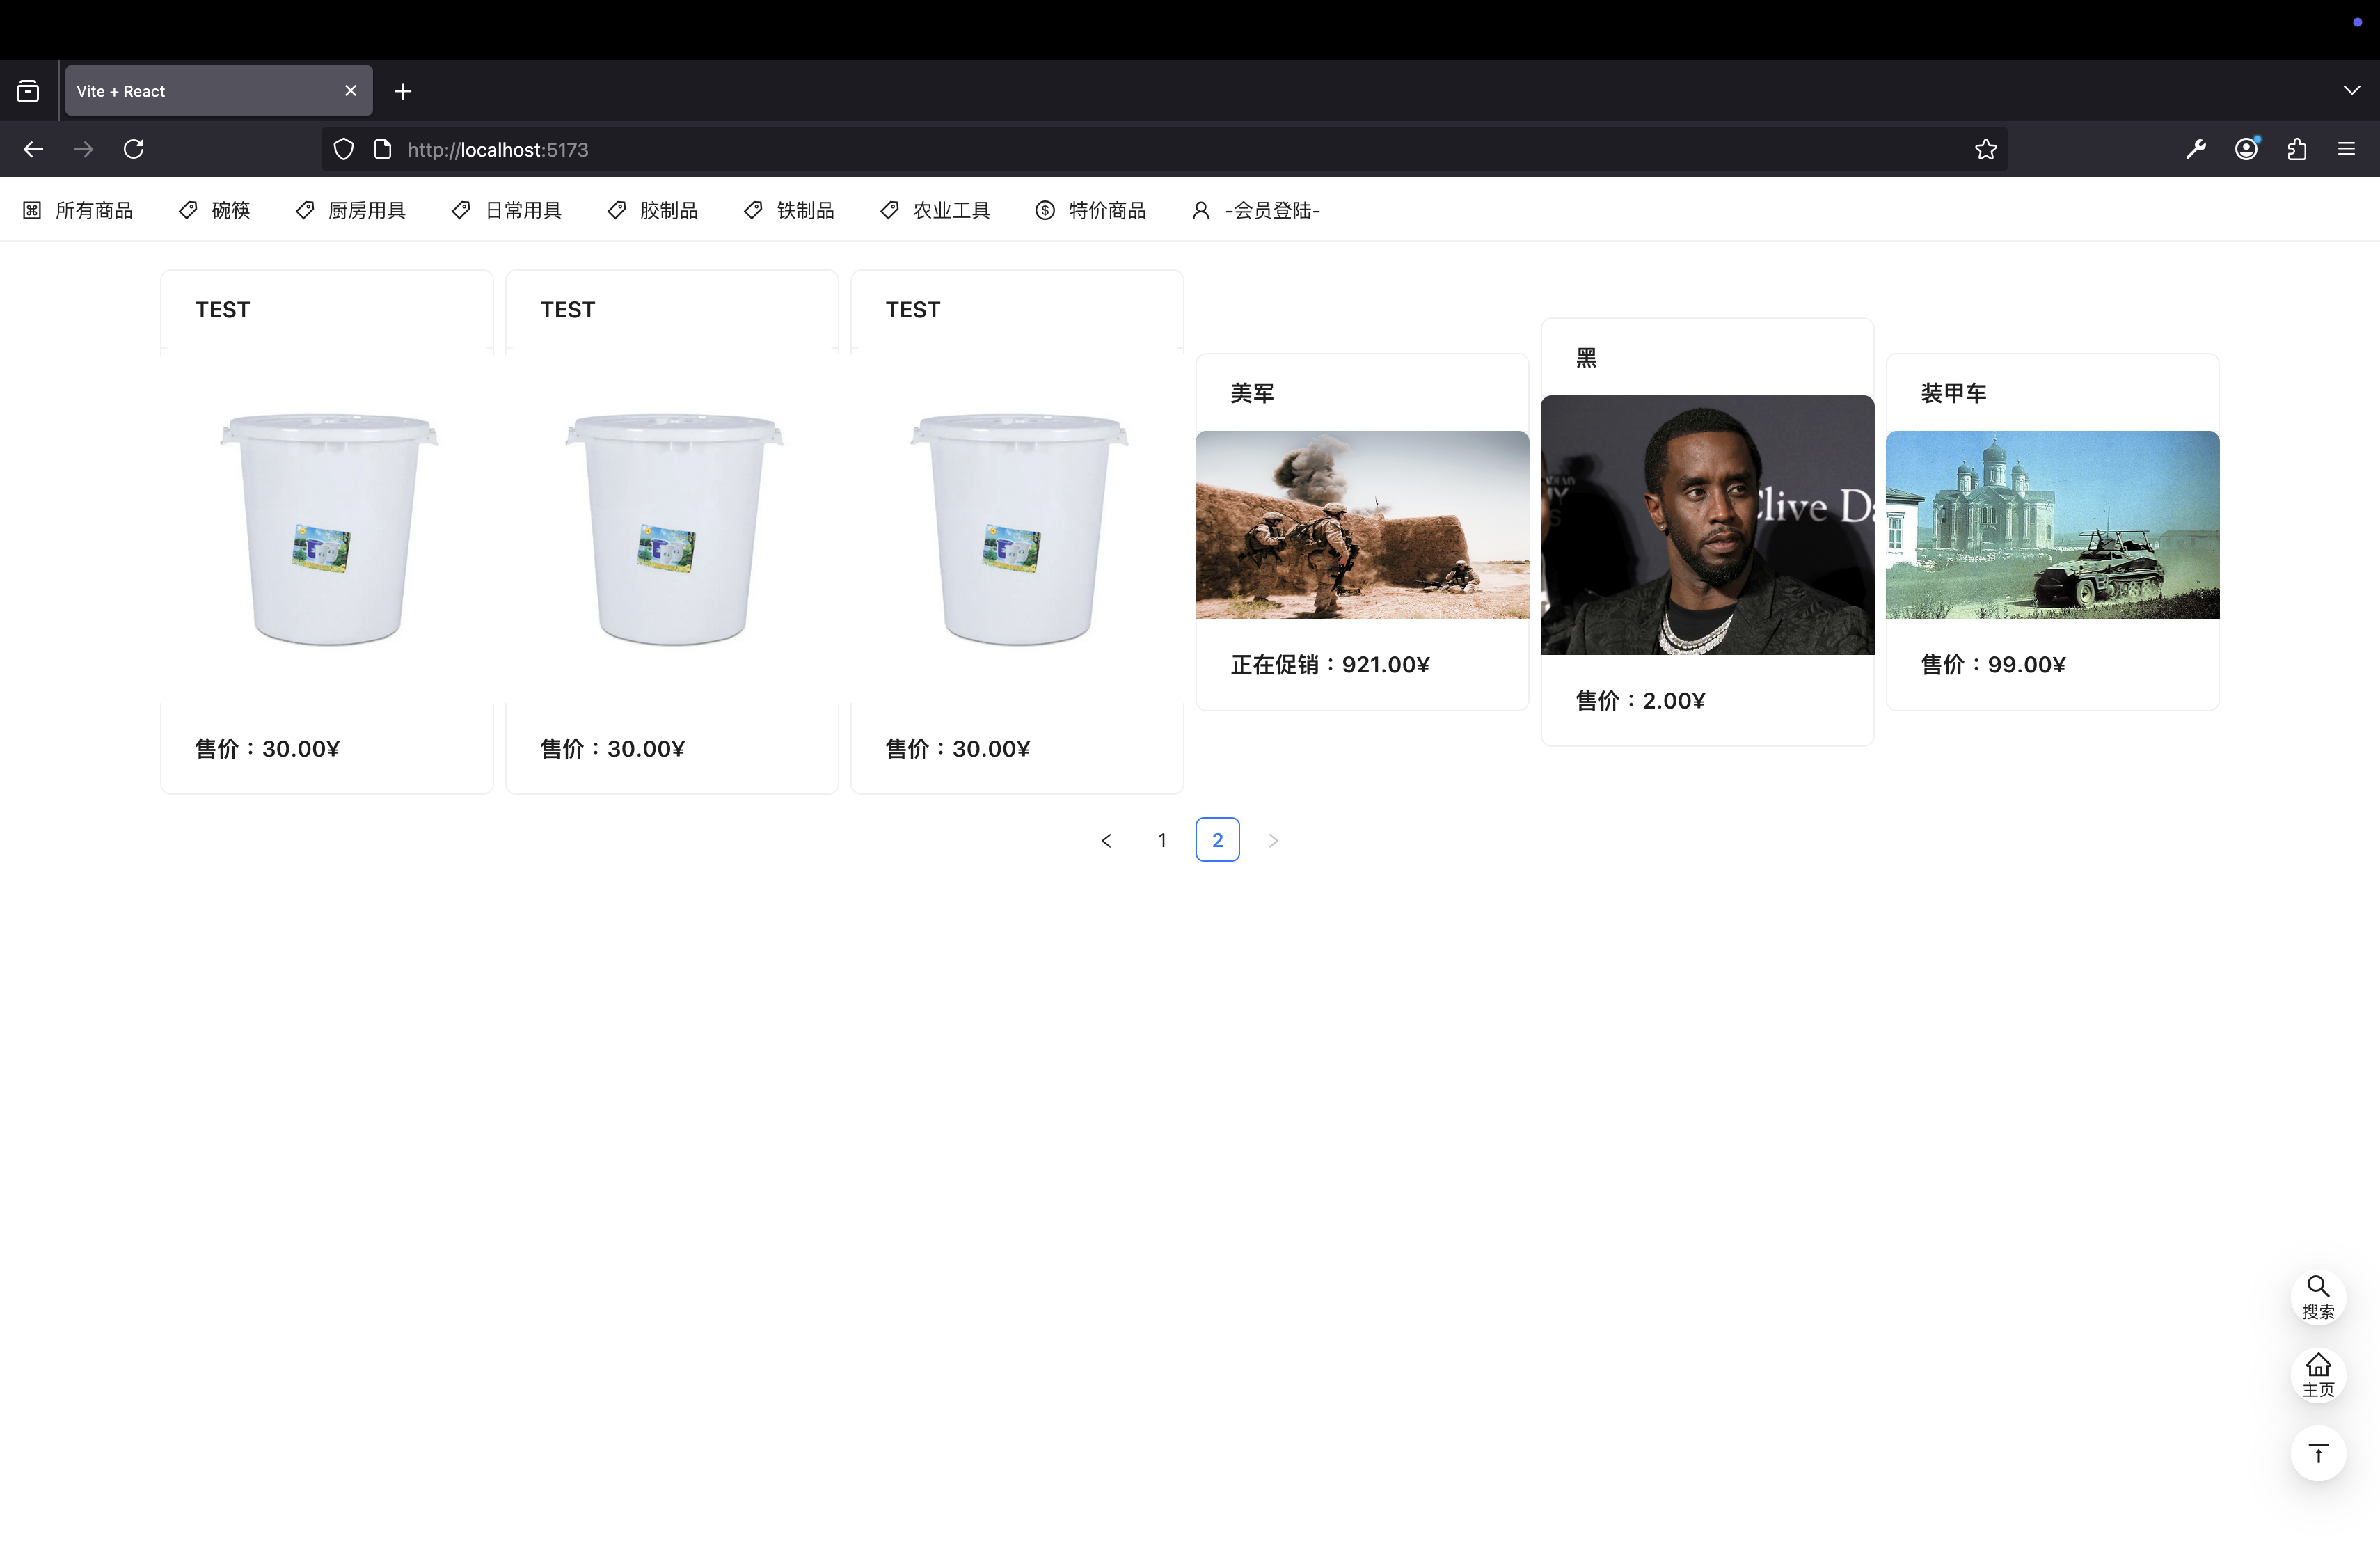 Vite + React
http://localhost:5173
所有商品 碗筷 厨房用具 日常用具 胶制品 铁制品 农业工具 特价商品 -会员登陆-
TEST
售价：30.00¥
TEST
售价：30.00¥
TEST
售价：30.00¥
美军
正在促销：921.00¥
黑
Clive Da
售价：2.00¥
装甲车
售价：99.00¥
1 2
搜索
主页